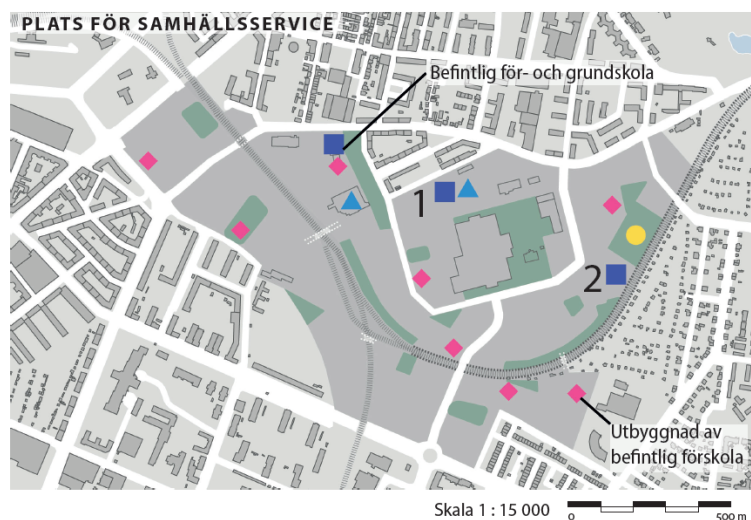 PLATS FÖR SAMHÄLLSSERVICE
Befintlig för- och grundskola
1
2
Utbyggnad av
befintlig förskola
Skala 1 : 15 000
0 500 m